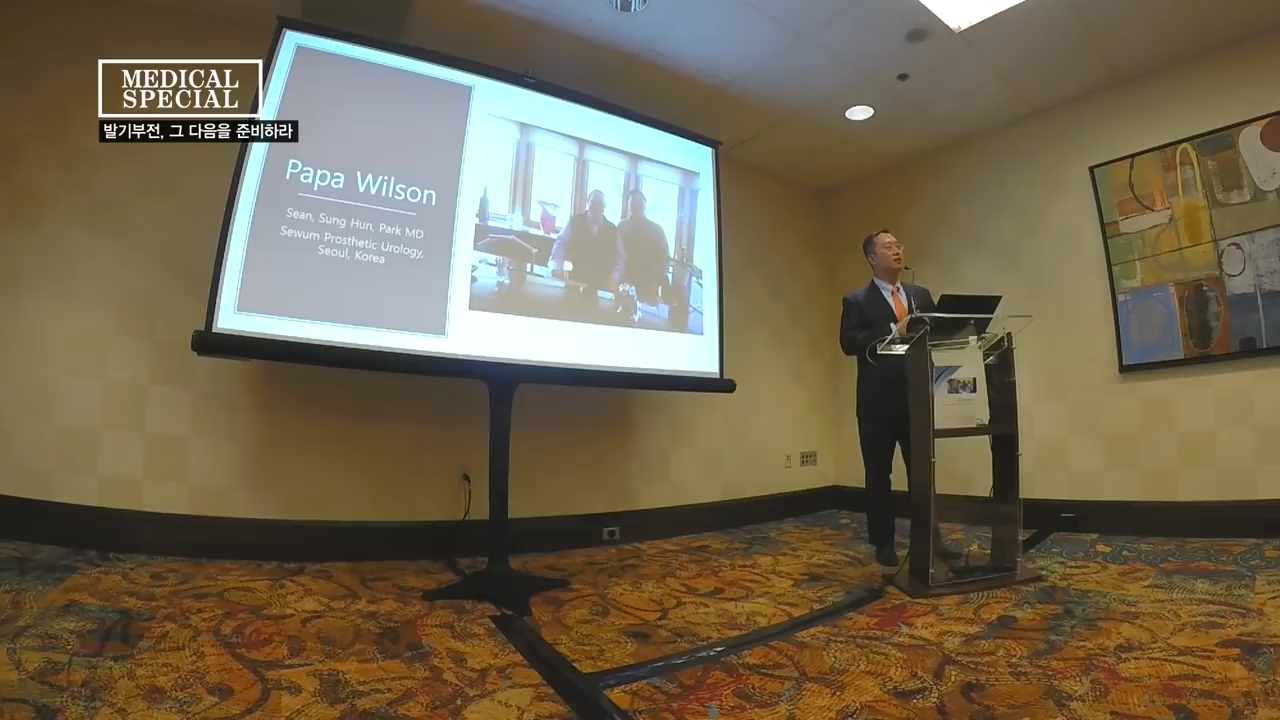 MEDICAL
SPECIAL
발기부전, 그 다음을 준비하라
Papa Wilson
Sean, Sung Hun, Park MD
Sewum Prosthetic Urology,
Seoul, Korea